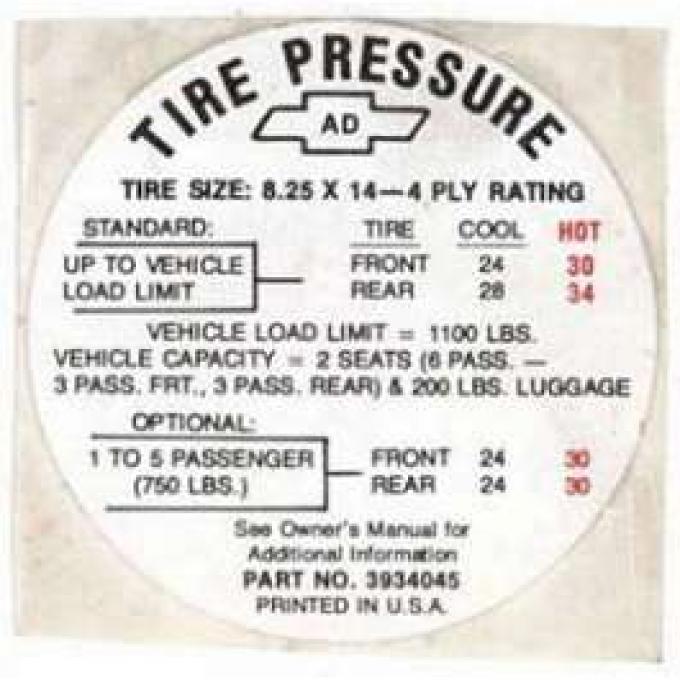 TIRE PRESSURE
AD
TIRE SIZE: 8.25 X 14—4 PLY RATING
STANDARD: TIRE COOL HOT
UP TO VEHICLE FRONT 24 30
LOAD LIMIT REAR 28 34
VEHICLE LOAD LIMIT = 1100 LBS.
VEHICLE CAPACITY = 2 SEATS (6 PASS. —
3 PASS. FRT., 3 PASS. REAR) & 200 LBS. LUGGAGE
OPTIONAL:
1 TO 5 PASSENGER FRONT 24 30
(750 LBS.) REAR 24 30
See Owner's Manual for
Additional Information
PART NO. 3934045
PRINTED IN U.S.A.